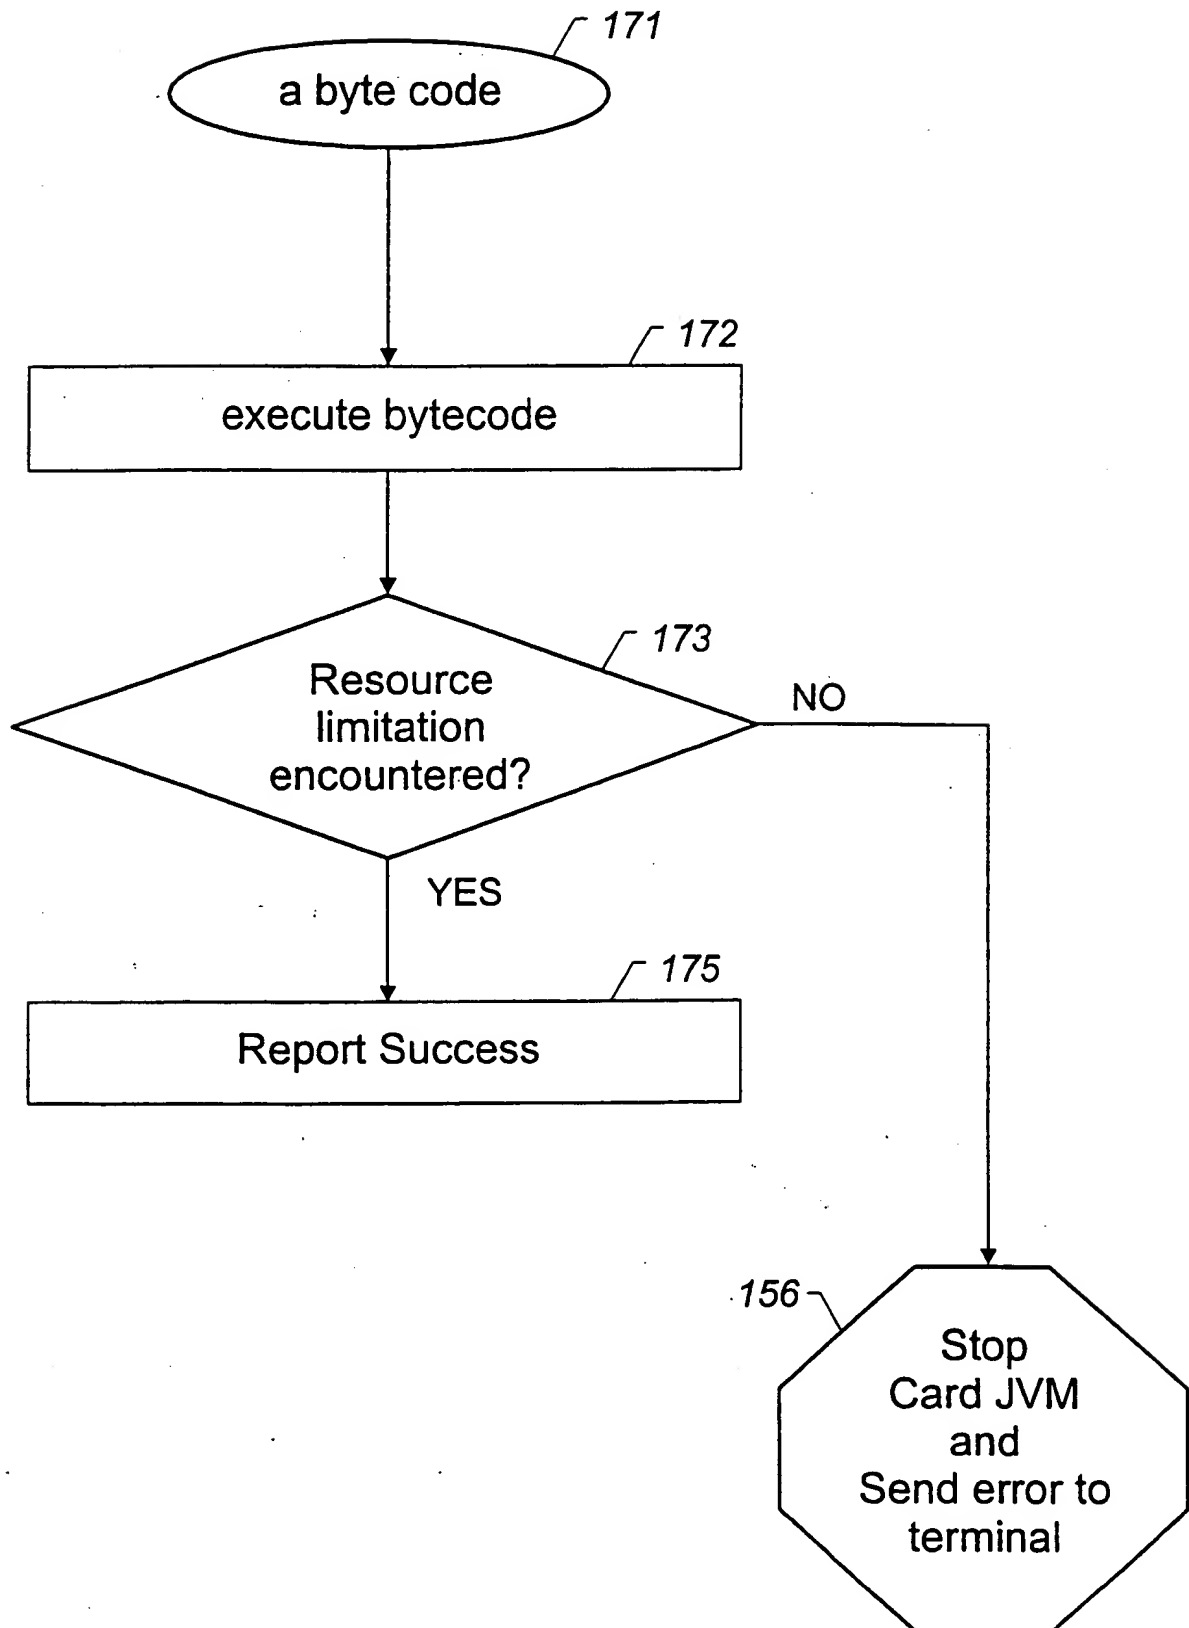 171
a byte code
172
execute bytecode
173
Resource
limitation
encountered?
NO
YES
175
Report Success
156
Stop
Card JVM
and
Send error to
terminal